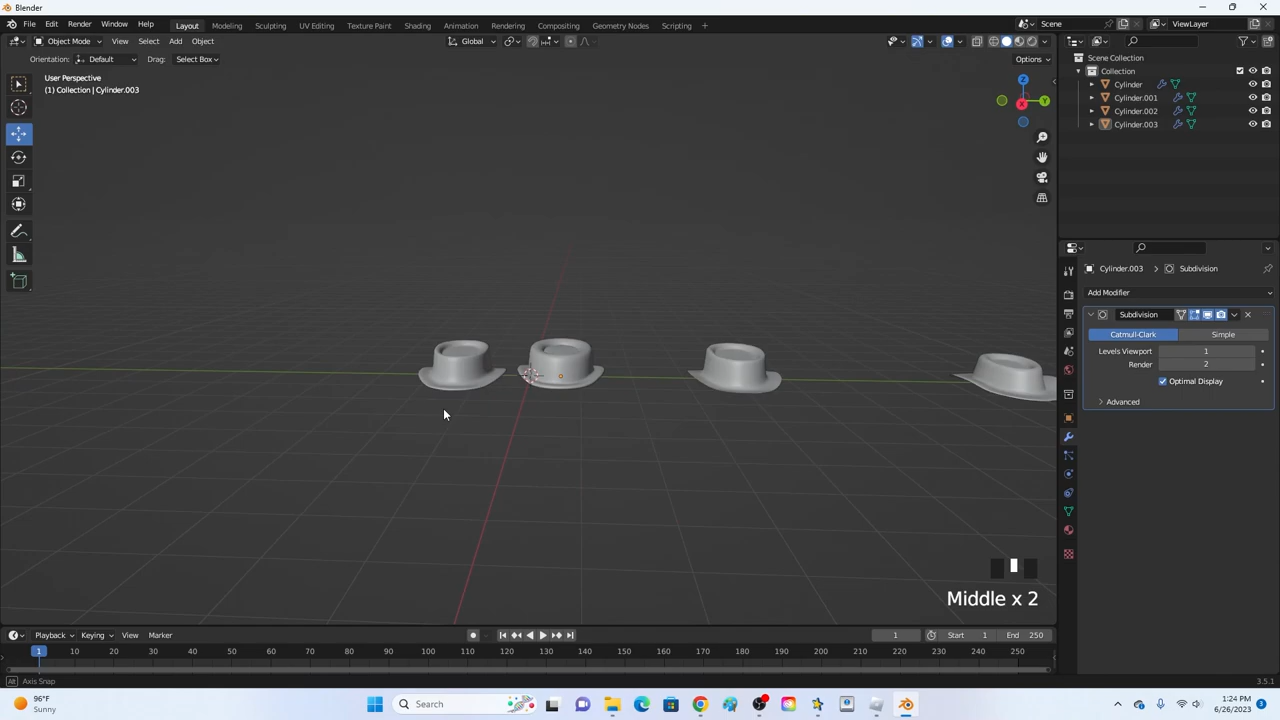 Blender
File Edit Render Window Help Layout Modeling Sculpting UV Editing Texture Paint Shading Animation Rendering Compositing Geometry Nodes Scripting + Scene ViewLayer
Object Mode View Select Add Object Global
Orientation: Default Drag: Select Box Options
User Perspective
(1) Collection | Cylinder.003
Z
Y
X
Scene Collection
Collection
Cylinder
Cylinder.001
Cylinder.002
Cylinder.003
Cylinder.003 > Subdivision
Add Modifier
Subdivision
Catmull-Clark Simple
Levels Viewport 1
Render 2
Optimal Display
Advanced
Middle x 2
Playback Keying View Marker 1 Start 1 End 250
1 10 20 30 40 50 60 70 80 90 100 110 120 130 140 150 160 170 180 190 200 210 220 230 240 250
Alt Axis Snap 3.5.1
96°F
Sunny
Search
1:24 PM
6/26/2023
3